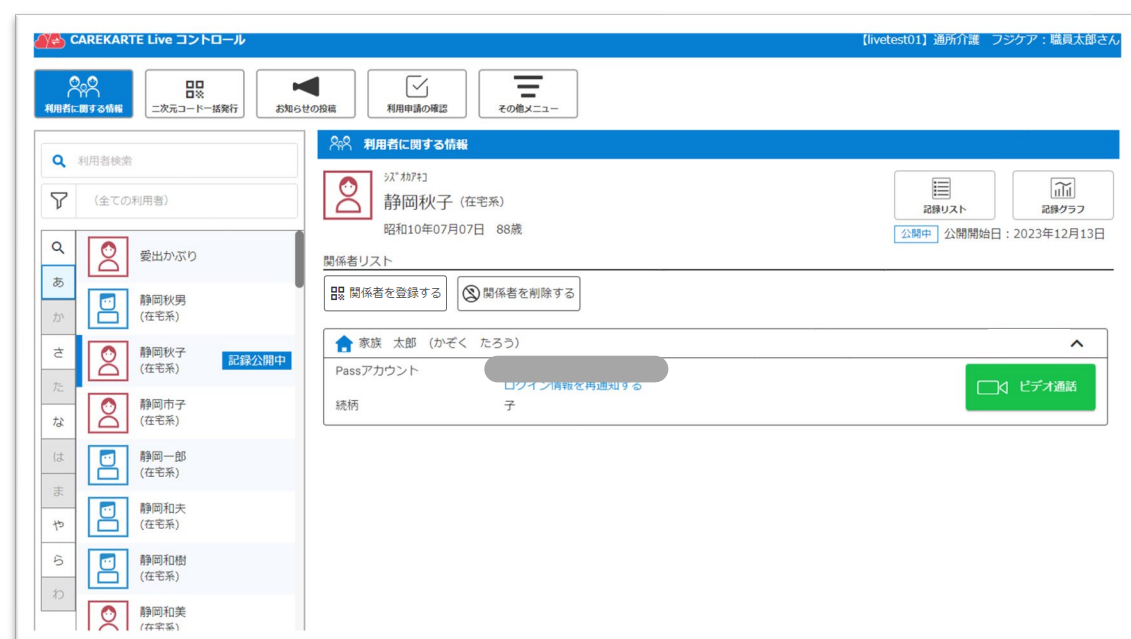 CAREKARTE Live コントロール
【livetest01】通所介護　フジケア：職員太郎さん
利用者に関する情報
二次元コード一括発行
お知らせの投稿
利用申請の確認
その他メニュー
利用者検索
（全ての利用者）
あ
か
さ
た
な
は
ま
や
ら
わ
愛出かぶり
静岡秋男
(在宅系)
静岡秋子
(在宅系)
記録公開中
静岡市子
(在宅系)
静岡一郎
(在宅系)
静岡和夫
(在宅系)
静岡和樹
(在宅系)
静岡和美
(在宅系)
利用者に関する情報
ｼｽﾞｵｶｱｷｺ
静岡秋子 (在宅系)
昭和10年07月07日　88歳
記録リスト
記録グラフ
公開中 公開開始日：2023年12月13日
関係者リスト
関係者を登録する
関係者を削除する
家族　太郎　（かぞく　たろう）
Passアカウント
ログイン情報を再通知する
続柄
子
ビデオ通話